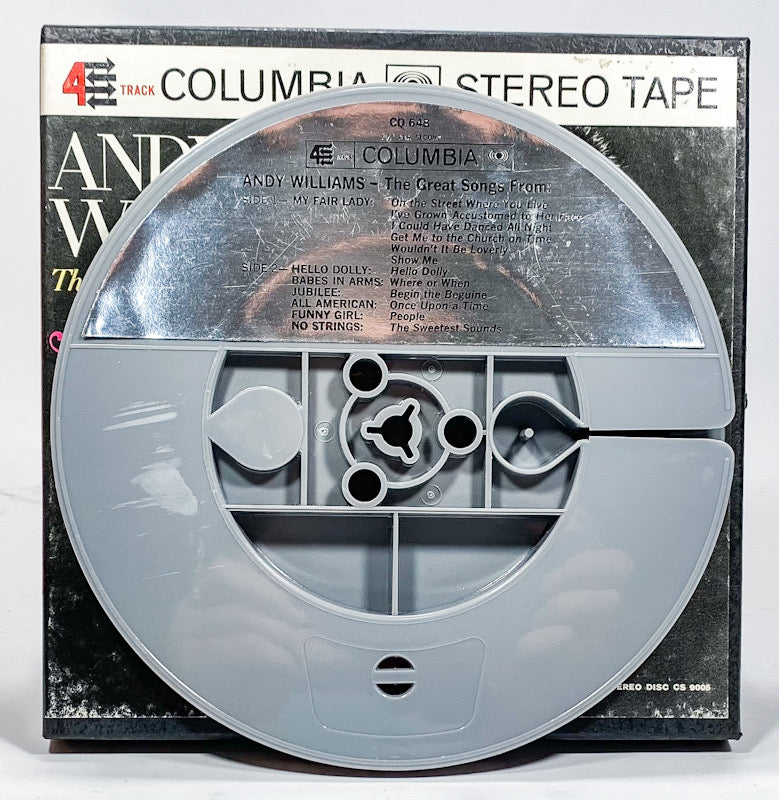 4 TRACK COLUMBIA STEREO TAPE
ANDY
W
Th
CQ 648
4 COLUMBIA
ANDY WILLIAMS – The Great Songs From:
SIDE 1 — MY FAIR LADY: On the Street Where You Live
I've Grown Accustomed to Her Face
I Could Have Danced All Night
Get Me to the Church on Time
Wouldn't It Be Loverly
Show Me
SIDE 2 — HELLO DOLLY: Hello Dolly
BABES IN ARMS: Where or When
JUBILEE: Begin the Beguine
ALL AMERICAN: Once Upon a Time
FUNNY GIRL: People
NO STRINGS: The Sweetest Sounds
EREO DISC CS 9005